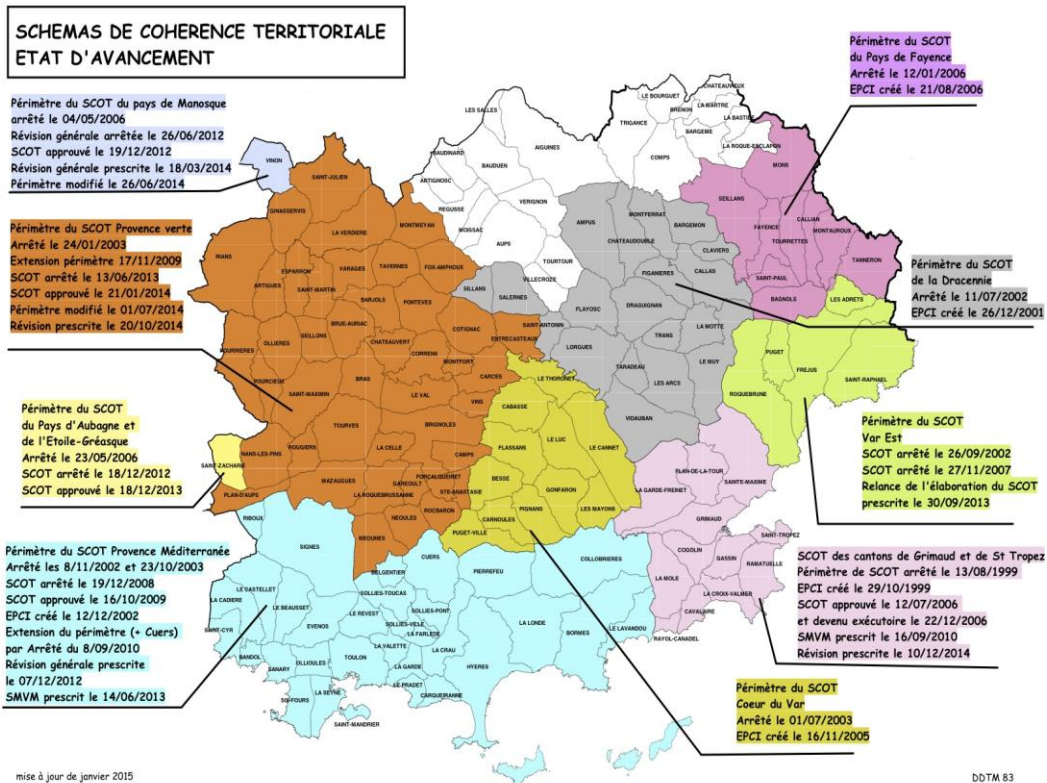 SCHEMAS DE COHERENCE TERRITORIALE
ETAT D'AVANCEMENT
Périmètre du SCOT du pays de Manosque
arrêté le 04/05/2006
Révision générale arrêtée le 26/06/2012
SCOT approuvé le 19/12/2012
Révision générale prescrite le 18/03/2014
Périmètre modifié le 26/06/2014
Périmètre du SCOT Provence verte
Arrêté le 24/01/2003
Extension périmètre 17/11/2009
SCOT arrêté le 13/06/2013
SCOT approuvé le 21/01/2014
Périmètre modifié le 01/07/2014
Révision prescrite le 20/10/2014
Périmètre du SCOT
du Pays d'Aubagne et
de l'Etoile-Gréasque
Arrêté le 23/05/2006
SCOT arrêté le 18/12/2012
SCOT approuvé le 18/12/2013
Périmètre du SCOT Provence Méditerranée
Arrêté les 8/11/2002 et 23/10/2003
SCOT arrêté le 19/12/2008
SCOT approuvé le 16/10/2009
EPCI créé le 12/12/2002
Extension du périmètre (+ Cuers)
par Arrêté du 8/09/2010
Révision générale prescrite
le 07/12/2012
SMVM prescrit le 14/06/2013
Périmètre du SCOT
du Pays de Fayence
Arrêté le 12/01/2006
EPCI créé le 21/08/2006
Périmètre du SCOT
de la Dracennie
Arrêté le 11/07/2002
EPCI créé le 26/12/2001
Périmètre du SCOT
Var Est
SCOT arrêté le 26/09/2002
SCOT arrêté le 27/11/2007
Relance de l'élaboration du SCOT
prescrite le 30/09/2013
SCOT des cantons de Grimaud et de St Tropez
Périmètre de SCOT arrêté le 13/08/1999
EPCI créé le 29/10/1999
SCOT approuvé le 12/07/2006
et devenu exécutoire le 22/12/2006
SMVM prescrit le 16/09/2010
Révision prescrite le 10/12/2014
Périmètre du SCOT
Coeur du Var
Arrêté le 01/07/2003
EPCI créé le 16/11/2005
CHATEAUVIEUX
LE BOURGUET
BRENON
LA-MARTRE
LES SALLES
TRIGANCE
LA BASTIDE
BARGEME
AIGUINES
LA ROQUE-ESCLAPON
BAUDINARD
BAUDUEN
COMPS
VINON
SAINT-JULIEN
MONS
ARTIGNOSC
SEILLANS
VERIGNON
REGUSSE
GINASSERVIS
MONTMEYAN
MOISSAC
AMPUS
MONTFERRAT
BARGEMON
CALLIAN
FAYENCE
LA VERDIERE
AUPS
CHATEAUDOUBLE
MONTAUROUX
TOURRETTES
CLAVIERS
RIANS
TOURTOUR
TANNERON
VARAGES
TAVERNES
FOX-AMPHOUX
ESPARRON
VILLECROZE
FIGANIERES
CALLAS
SAINT-PAUL
ARTIGUES
SAINT-MARTIN
SILLANS
SALERNES
BAGNOLS
LES ADRETS
BARJOLS
PONTEVES
FLAYOSC
DRAGUIGNAN
BRUE-AURIAC
COTIGNAC
SAINT-ANTONIN
LA MOTTE
SEILLONS
TRANS
OLLIERES
CHATEAUVERT
ENTRECASTEAUX
LORGUES
POURRIERES
CORRENS
MONTFORT
PUGET
LE MUY
TARADEAU
FREJUS
BRAS
CARCES
LE THORONET
POURCIEUX
LES ARCS
SAINT-RAPHAEL
SAINT-MAXIMIN
LE VAL
ROQUEBRUNE
VINS
CABASSE
VIDAUBAN
TOURVES
BRIGNOLES
LE LUC
ROUGIERS
LA CELLE
FLASSANS
LE CANNET
NANS-LES-PINS
CAMPS
SAINT-ZACHARIE
PLAN-DE-LA-TOUR
FORCALQUEIRET
MAZAUGUES
BESSE
SAINTE-MAXIME
GAREOULT
PLAN-D'AUPS
LA ROQUEBRUSSANNE
STE-ANASTASIE
GONFARON
LA GARDE-FREINET
ROCBARON
PIGNANS
LES MAYONS
NEOULES
CARNOULES
RIBOUX
GRIMAUD
MEOUNES
PUGET-VILLE
SAINT-TROPEZ
SIGNES
CUERS
COLLOBRIERES
COGOLIN
GASSIN
RAMATUELLE
BELGENTIER
PIERREFEU
LA MOLE
SOLLIES-TOUCAS
LE CASTELLET
LA CROIX-VALMER
LA CADIERE
LE BEAUSSET
LE REVEST
SOLLIES-PONT
CAVALAIRE
EVENOS
SOLLIES-VILLE
LA LONDE
LE LAVANDOU
SAINT-CYR
LA FARLEDE
BORMES
RAYOL-CANADEL
LA VALETTE
LA CRAU
BANDOL
OLLIOULES
TOULON
SANARY
LA GARDE
HYERES
LE-PRADET
LA SEYNE
CARQUEIRANNE
SIX-FOURS
SAINT-MANDRIER
mise à jour de janvier 2015
DDTM 83